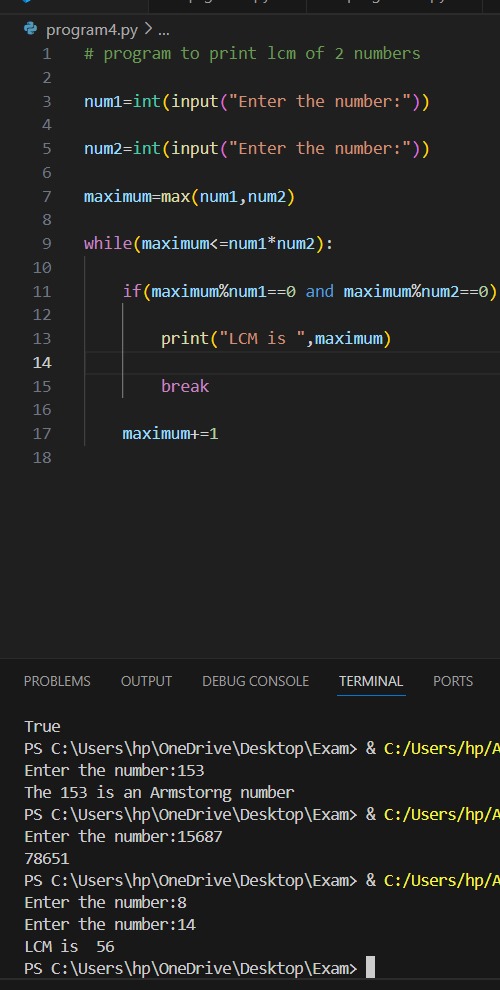 program4.py > ...
1 # program to print lcm of 2 numbers
2
3 num1=int(input("Enter the number:"))
4
5 num2=int(input("Enter the number:"))
6
7 maximum=max(num1,num2)
8
9 while(maximum<=num1*num2):
10
11 if(maximum%num1==0 and maximum%num2==0)
12
13 print("LCM is ",maximum)
14
15 break
16
17 maximum+=1
18
PROBLEMS OUTPUT DEBUG CONSOLE TERMINAL PORTS
True
PS C:\Users\hp\OneDrive\Desktop\Exam> & C:/Users/hp/A
Enter the number:153
The 153 is an Armstorng number
PS C:\Users\hp\OneDrive\Desktop\Exam> & C:/Users/hp/A
Enter the number:15687
78651
PS C:\Users\hp\OneDrive\Desktop\Exam> & C:/Users/hp/A
Enter the number:8
Enter the number:14
LCM is  56
PS C:\Users\hp\OneDrive\Desktop\Exam>